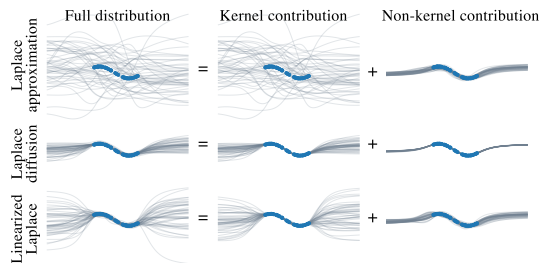 Full distribution Kernel contribution Non-kernel contribution
Laplace
approximation
= +
Laplace
diffusion
= +
Linearized
Laplace
= +